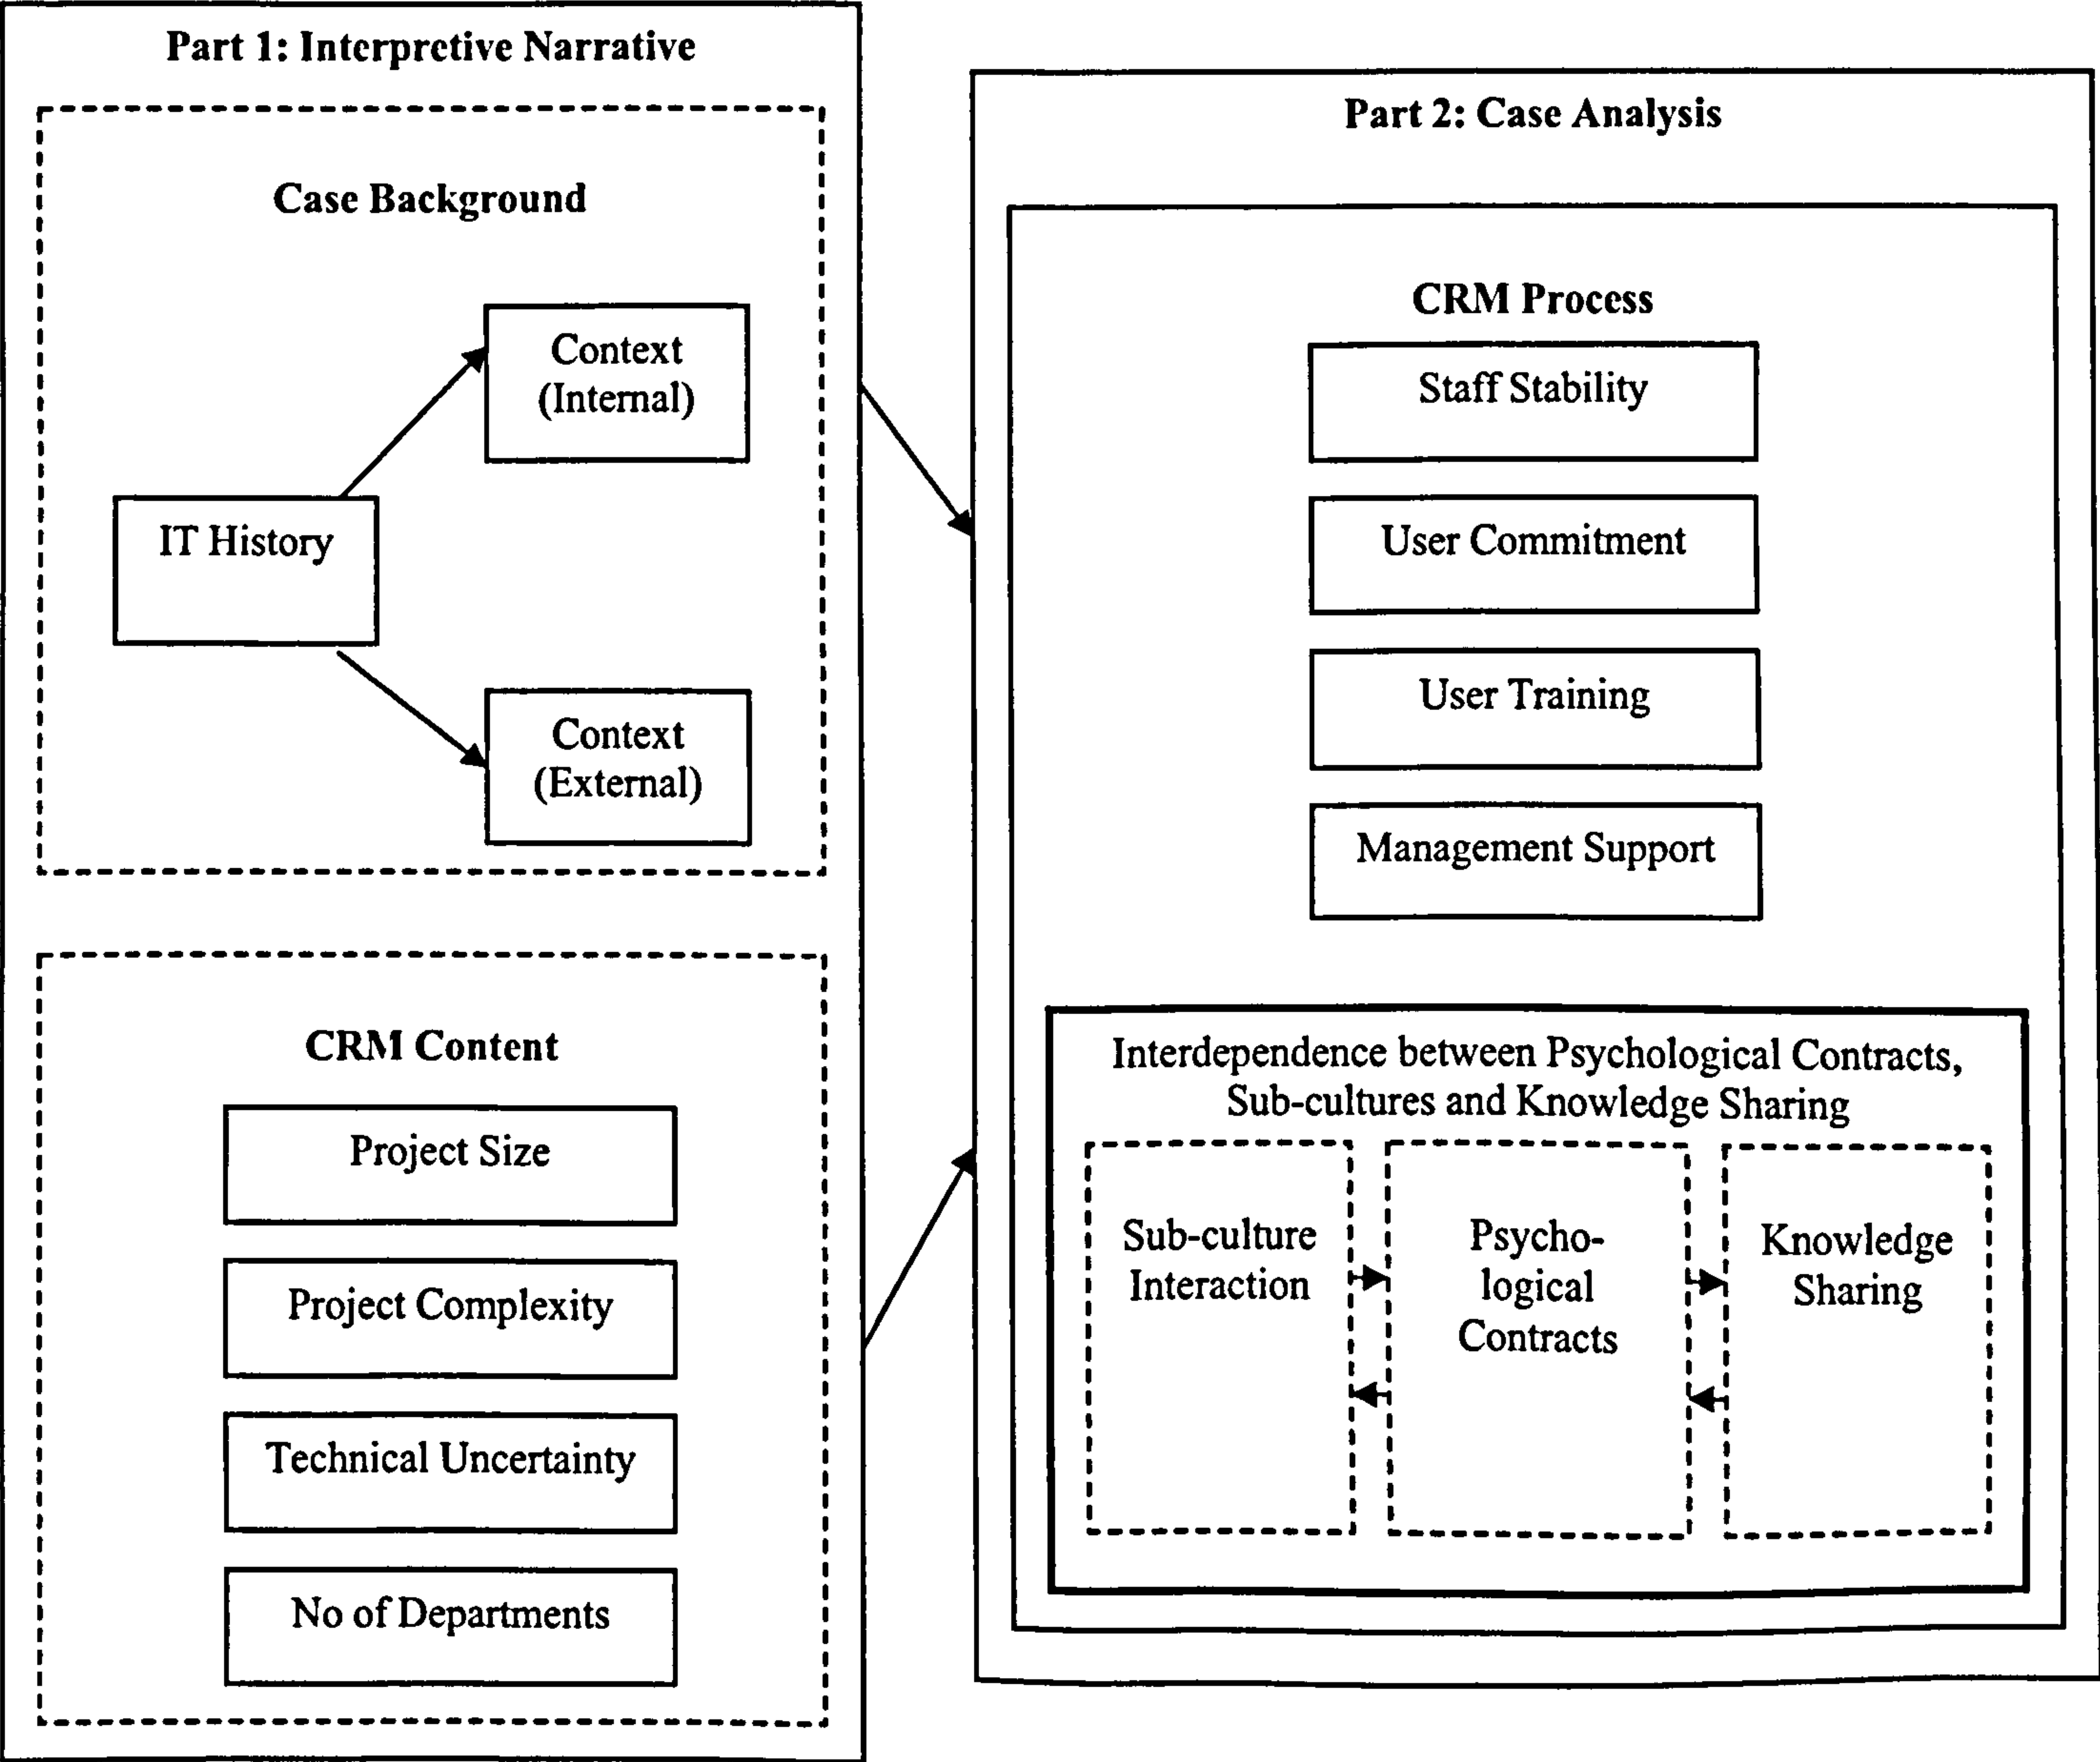 Part 1: Interpretive Narrative
Case Background
Context
(Internal)
IT History
Context
(External)
CRM Content
Project Size
Project Complexity
Technical Uncertainty
No of Departments
Part 2: Case Analysis
CRM Process
Staff Stability
User Commitment
User Training
Management Support
Interdependence between Psychological Contracts,
Sub-cultures and Knowledge Sharing
Sub-culture
Interaction
Psycho-
logical
Contracts
Knowledge
Sharing